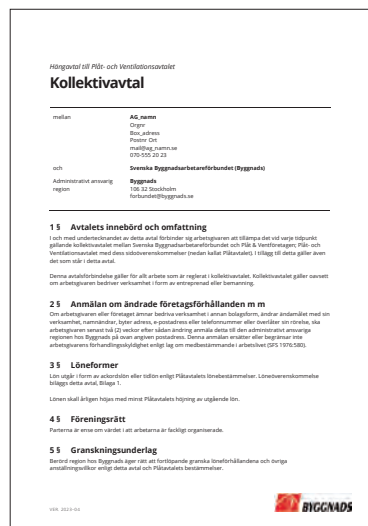 Hängavtal till Plåt- och Ventilationsavtalet
Kollektivavtal
mellan
AG_namn
Orgnr
Box_adress
Postnr Ort
mail@ag_namn.se
070-555 20 23
och
Svenska Byggnadsarbetareförbundet (Byggnads)
Administrativt ansvarig
region
Byggnads
106 32 Stockholm
forbundet@byggnads.se
1 § Avtalets innebörd och omfattning
I och med undertecknandet av detta avtal förbinder sig arbetsgivaren att tillämpa det vid varje tidpunkt
gällande kollektivavtalet mellan Svenska Byggnadsarbetareförbundet och Plåt & Ventföretagen; Plåt- och
Ventilationsavtalet med dess sidoöverenskommelser (nedan kallat Plåtavtalet). I tillägg till detta gäller även
det som står i detta avtal.
Denna avtalsförbindelse gäller för allt arbete som är reglerat i kollektivavtalet. Kollektivavtalet gäller oavsett
om arbetsgivaren bedriver verksamhet i form av entreprenad eller bemanning.
2 § Anmälan om ändrade företagsförhållanden m m
Om arbetsgivaren eller företaget ämnar bedriva verksamhet i annan bolagsform, ändrar ändamålet med sin
verksamhet, namnändrar, byter adress, e-postadress eller telefonnummer eller överlåter sin rörelse, ska
arbetsgivaren senast två (2) veckor efter sådan ändring anmäla detta till den administrativt ansvariga
regionen hos Byggnads på ovan angiven postadress. Denna anmälan ersätter eller begränsar inte
arbetsgivarens förhandlingsskyldighet enligt lag om medbestämmande i arbetslivet (SFS 1976:580).
3 § Löneformer
Lön utgår i form av ackordslön eller tidlön enligt Plåtavtalets lönebestämmelser. Löneöverenskommelse
biläggs detta avtal, Bilaga 1.
Lönen skall årligen höjas med minst Plåtavtalets höjning av utgående lön.
4 § Föreningsrätt
Parterna är ense om värdet i att arbetarna är fackligt organiserade.
5 § Granskningsunderlag
Berörd region hos Byggnads äger rätt att fortlöpande granska löneförhållandena och övriga
anställningsvillkor enligt detta avtal och Plåtavtalets bestämmelser.
VER. 2023-04
BYGGNADS